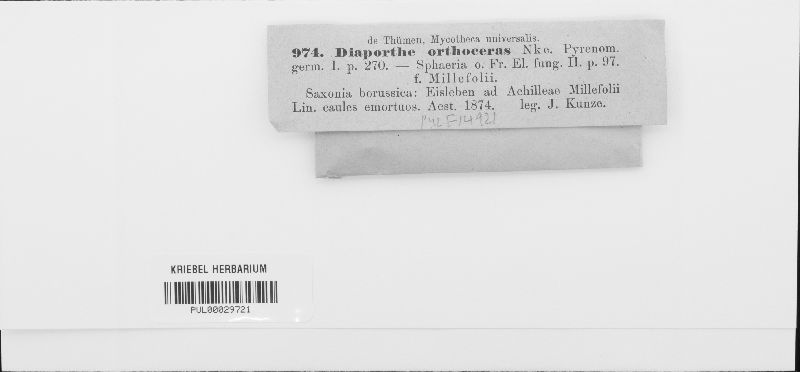 de Thümen, Mycotheca universalis.
974. Diaporthe orthoceras Nke. Pyrenom.
germ. I. p. 270. — Sphaeria o. Fr. El. fung. II. p. 97.
f. Millefolii.
Saxonia borussica: Eisleben ad Achilleae Millefolii
Lin. caules emortuos. Aest. 1874. leg. J. Kunze.
PUL F14921
KRIEBEL HERBARIUM
PUL00029721